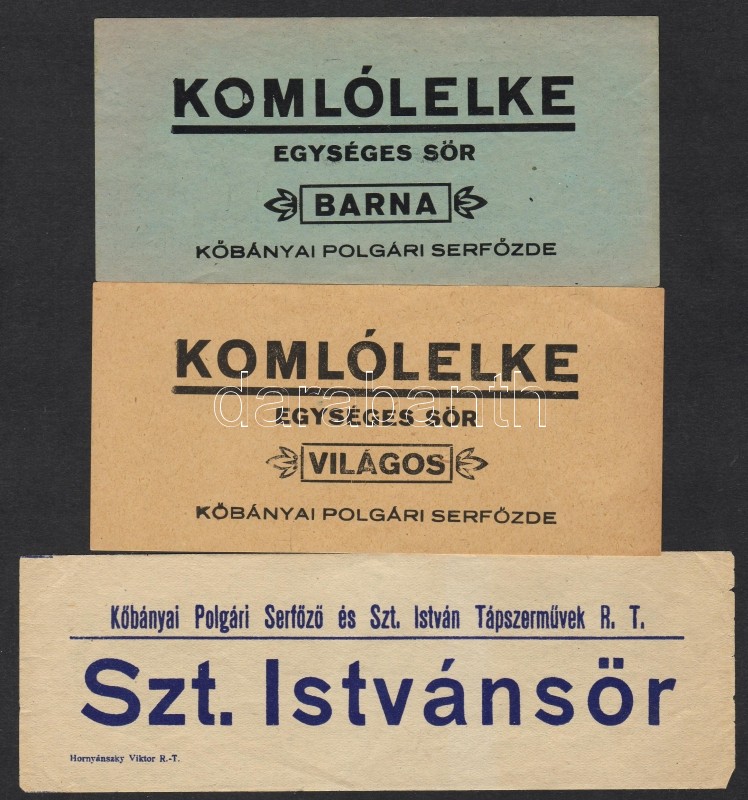 KOMLÓLELKE
EGYSÉGES SÖR
BARNA
KŐBÁNYAI POLGÁRI SERFŐZDE
KOMLÓLELKE
darabanth
EGYSÉGES SÖR
VILÁGOS
KŐBÁNYAI POLGÁRI SERFŐZDE
Kőbányai Polgári Serfőző és Szt. István Tápszerművek R. T.
Szt. Istvánsör
Hornyánszky Viktor R.-T.